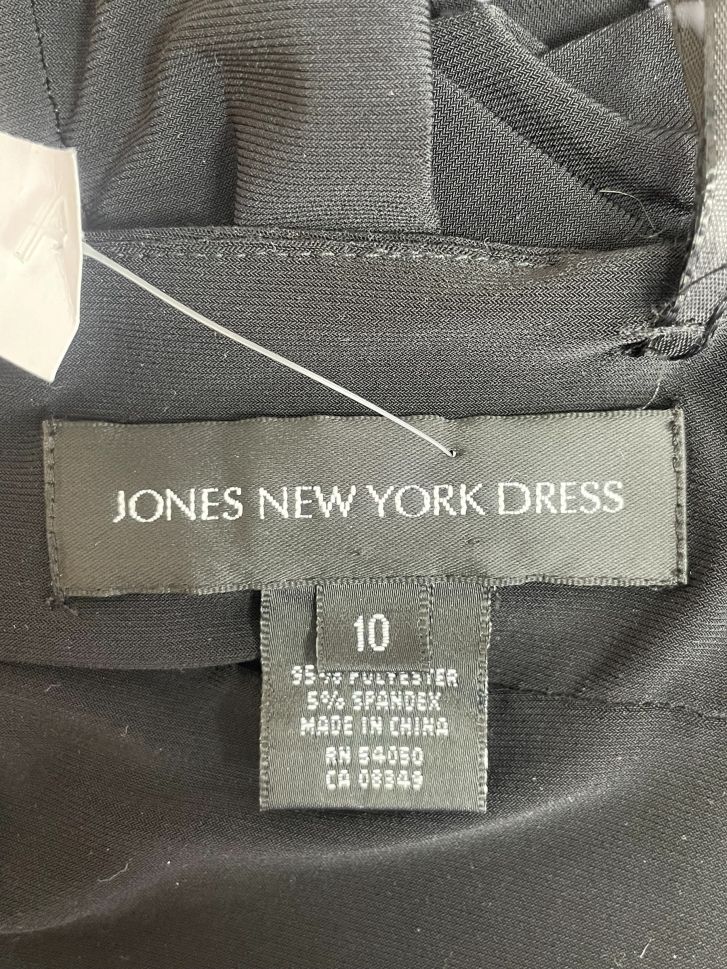 JONES NEW YORK DRESS
10
95% POLYESTER
5% SPANDEX
MADE IN CHINA
RN 54050
CA 08349